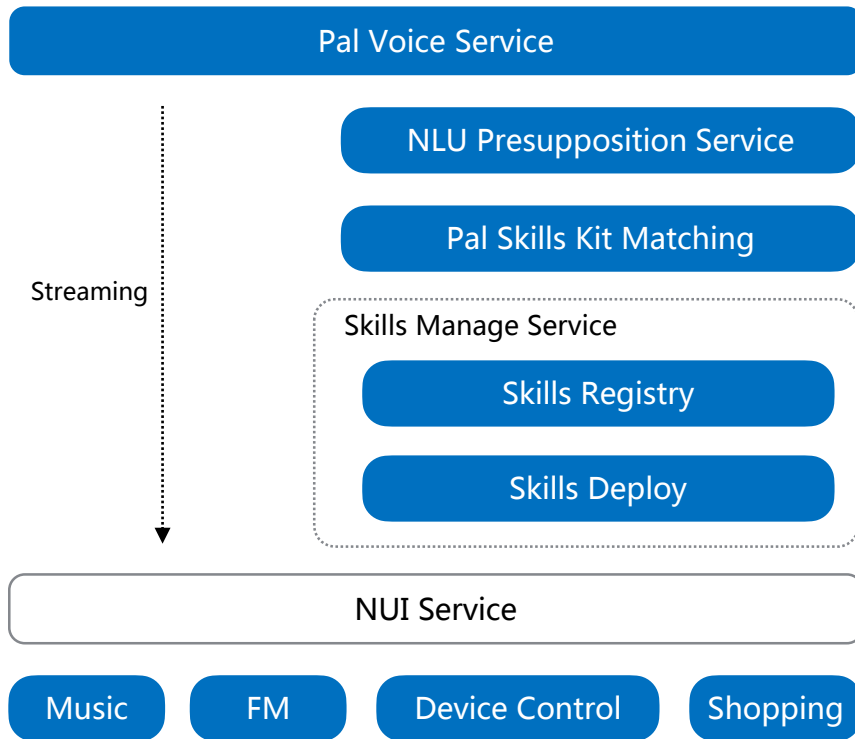 Pal Voice Service
NLU Presupposition Service
Pal Skills Kit Matching
Streaming
Skills Manage Service
Skills Registry
Skills Deploy
NUI Service
Music
FM
Device Control
Shopping